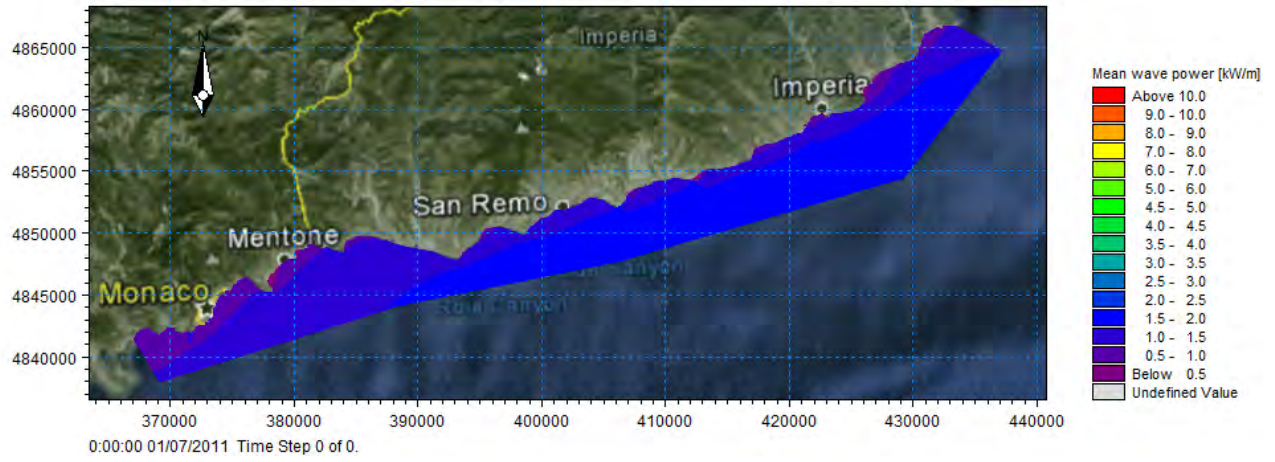 4865000
4860000
4855000
4850000
4845000
4840000
370000
380000
390000
400000
410000
420000
430000
440000
N
Imperia
Imperia
San Remo
Mentone
Monaco
Canyon
Canyon
0:00:00 01/07/2011 Time Step 0 of 0.
Mean wave power [kW/m]
Above 10.0
9.0 - 10.0
8.0 - 9.0
7.0 - 8.0
6.0 - 7.0
5.0 - 6.0
4.5 - 5.0
4.0 - 4.5
3.5 - 4.0
3.0 - 3.5
2.5 - 3.0
2.0 - 2.5
1.5 - 2.0
1.0 - 1.5
0.5 - 1.0
Below 0.5
Undefined Value